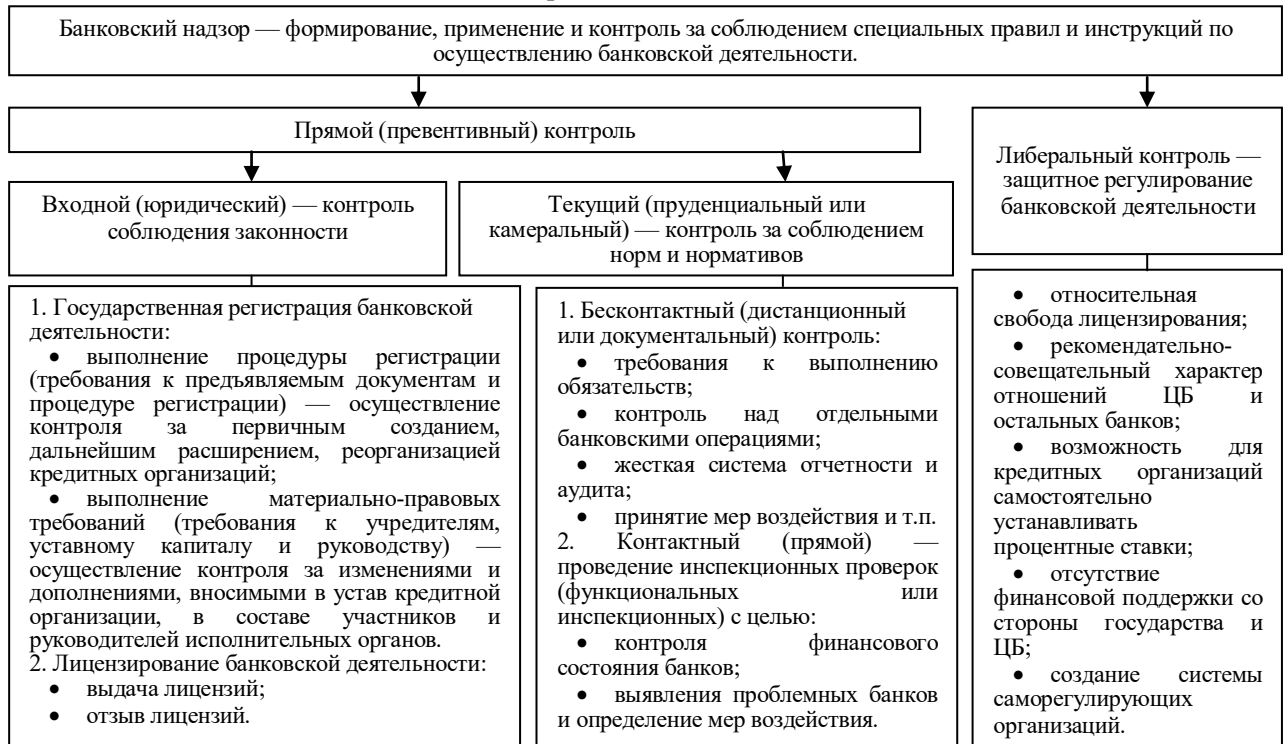 Банковский надзор — формирование, применение и контроль за соблюдением специальных правил и инструкций по
осуществлению банковской деятельности.
Прямой (превентивный) контроль
Входной (юридический) — контроль
соблюдения законности
1. Государственная регистрация банковской
деятельности:
• выполнение процедуры регистрации
(требования к предъявляемым документам и
процедуре регистрации) — осуществление
контроля за первичным созданием,
дальнейшим расширением, реорганизацией
кредитных организаций;
• выполнение материально-правовых
требований (требования к учредителям,
уставному капиталу и руководству) —
осуществление контроля за изменениями и
дополнениями, вносимыми в устав кредитной
организации, в составе участников и
руководителей исполнительных органов.
2. Лицензирование банковской деятельности:
• выдача лицензий;
• отзыв лицензий.
Текущий (пруденциальный или
камеральный) — контроль за соблюдением
норм и нормативов
1. Бесконтактный (дистанционный
или документальный) контроль:
• требования к выполнению
обязательств;
• контроль над отдельными
банковскими операциями;
• жесткая система отчетности и
аудита;
• принятие мер воздействия и т.п.
2. Контактный (прямой) —
проведение инспекционных проверок
(функциональных или
инспекционных) с целью:
• контроля финансового
состояния банков;
• выявления проблемных банков
и определение мер воздействия.
Либеральный контроль —
защитное регулирование
банковской деятельности
• относительная
свобода лицензирования;
• рекомендательно-
совещательный характер
отношений ЦБ и
остальных банков;
• возможность для
кредитных организаций
самостоятельно
устанавливать
процентные ставки;
• отсутствие
финансовой поддержки со
стороны государства и
ЦБ;
• создание системы
саморегулирующих
организаций.